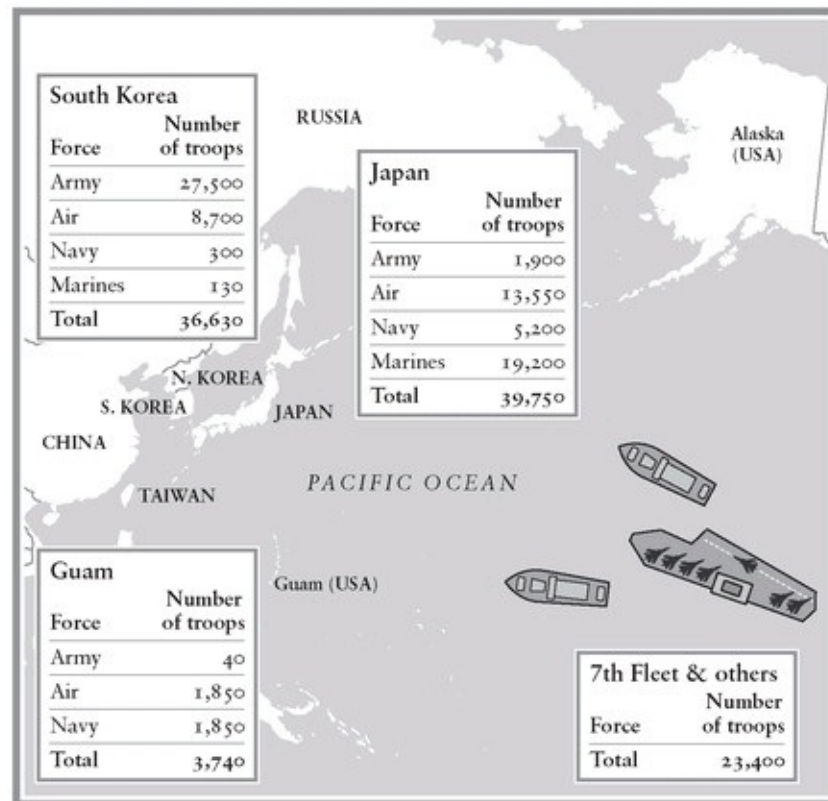 South Korea
Force Number of troops
Army 27,500
Air 8,700
Navy 300
Marines 130
Total 36,630
RUSSIA
Alaska
(USA)
Japan
Force Number of troops
Army 1,900
Air 13,550
Navy 5,200
Marines 19,200
Total 39,750
N. KOREA
S. KOREA
JAPAN
CHINA
TAIWAN
PACIFIC OCEAN
Guam (USA)
Guam
Force Number of troops
Army 40
Air 1,850
Navy 1,850
Total 3,740
7th Fleet & others
Force Number of troops
Total 23,400